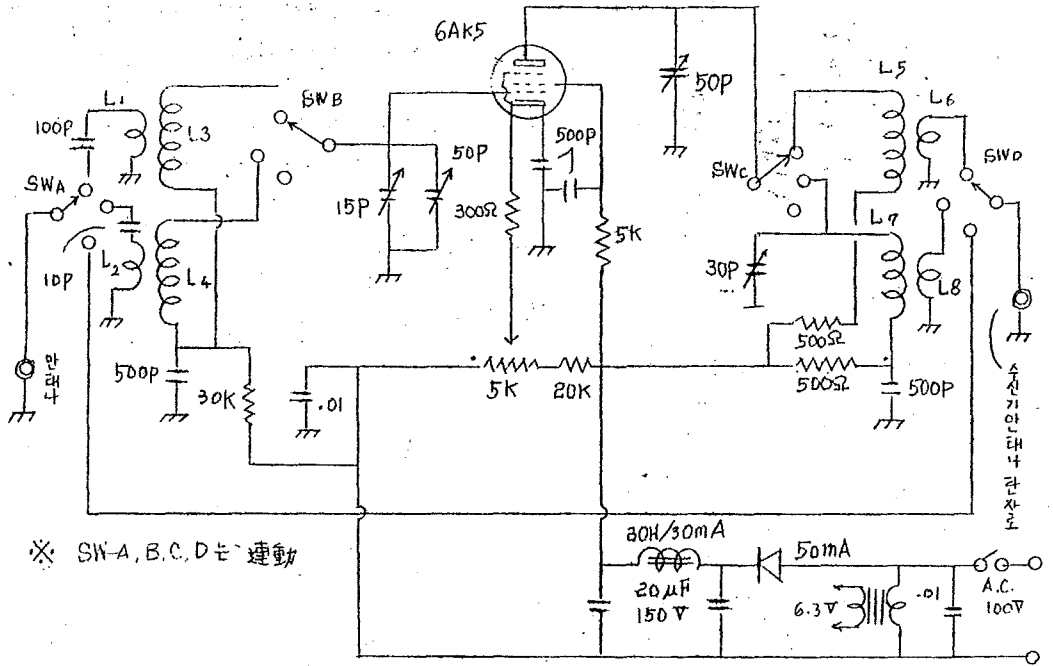 6AK5
L1
L3
100P
SWA
L2
10P
L4
500P
30K
안태나
SWB
15P
50P
300Ω
500P
5K
50P
SWC
L5
L6
SWD
L7
30P
L8
500Ω
500Ω
500P
.01
5K
20K
수신기안태나 단자로
※ SW-A, B, C, D는 連動
30H/30mA
20μF
150V
50mA
6.3V
.01
A.C.
100V